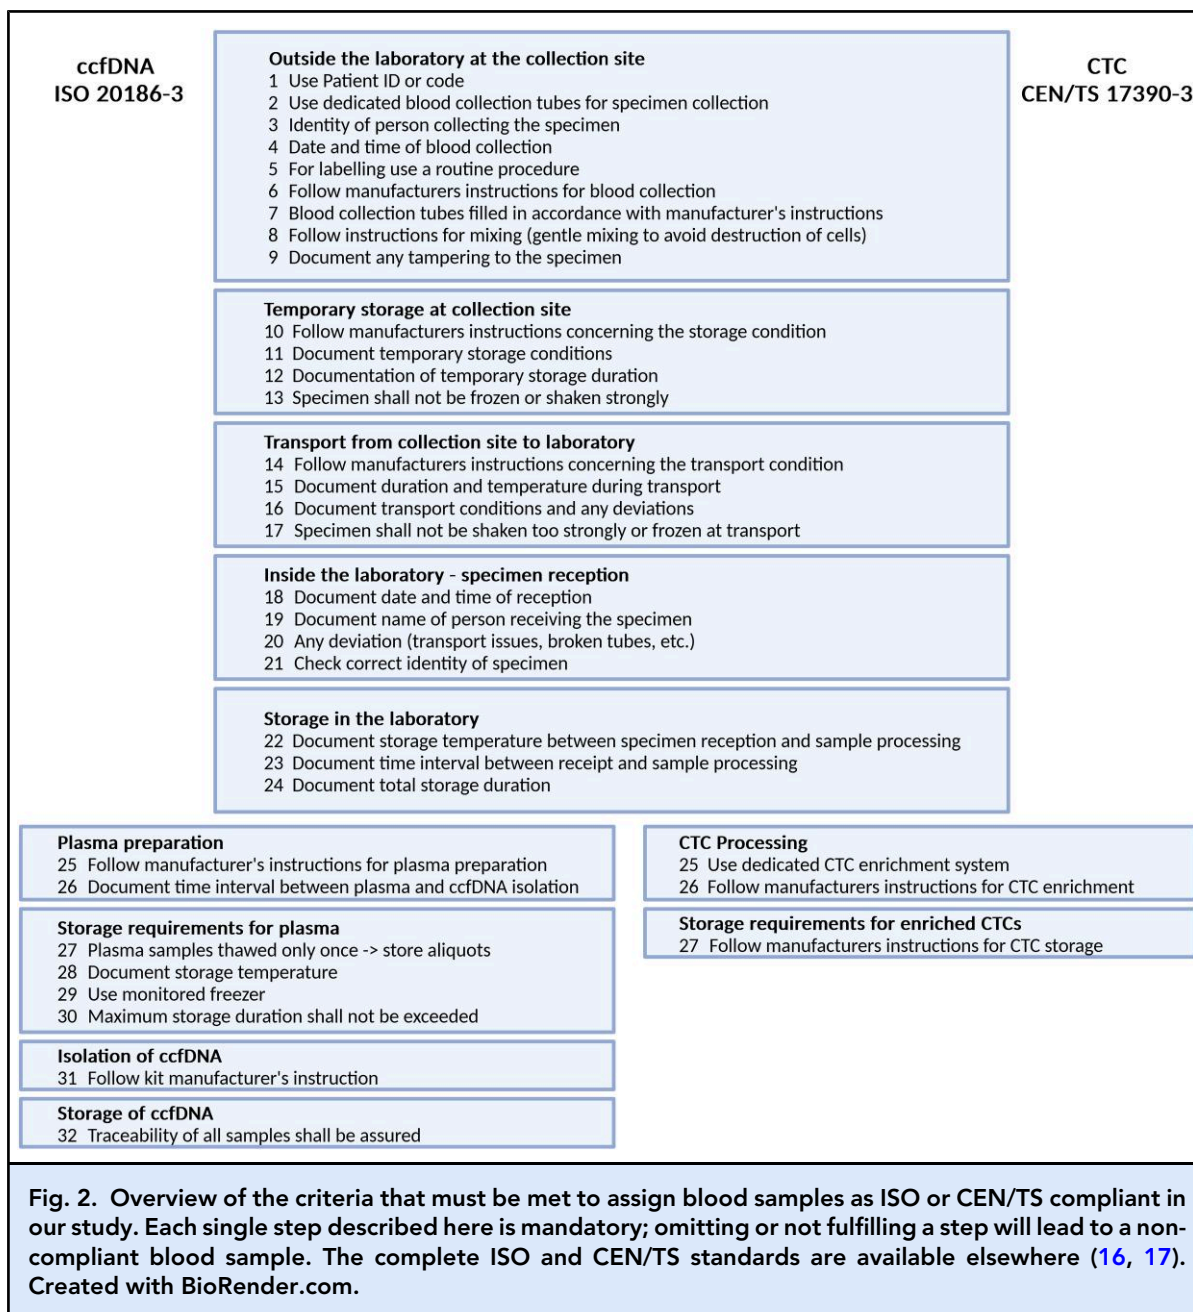 ccfDNA
ISO 20186-3
CTC
CEN/TS 17390-3
Outside the laboratory at the collection site
1 Use Patient ID or code
2 Use dedicated blood collection tubes for specimen collection
3 Identity of person collecting the specimen
4 Date and time of blood collection
5 For labelling use a routine procedure
6 Follow manufacturers instructions for blood collection
7 Blood collection tubes filled in accordance with manufacturer's instructions
8 Follow instructions for mixing (gentle mixing to avoid destruction of cells)
9 Document any tampering to the specimen
Temporary storage at collection site
10 Follow manufacturers instructions concerning the storage condition
11 Document temporary storage conditions
12 Documentation of temporary storage duration
13 Specimen shall not be frozen or shaken strongly
Transport from collection site to laboratory
14 Follow manufacturers instructions concerning the transport condition
15 Document duration and temperature during transport
16 Document transport conditions and any deviations
17 Specimen shall not be shaken too strongly or frozen at transport
Inside the laboratory - specimen reception
18 Document date and time of reception
19 Document name of person receiving the specimen
20 Any deviation (transport issues, broken tubes, etc.)
21 Check correct identity of specimen
Storage in the laboratory
22 Document storage temperature between specimen reception and sample processing
23 Document time interval between receipt and sample processing
24 Document total storage duration
Plasma preparation
25 Follow manufacturer's instructions for plasma preparation
26 Document time interval between plasma and ccfDNA isolation
Storage requirements for plasma
27 Plasma samples thawed only once -> store aliquots
28 Document storage temperature
29 Use monitored freezer
30 Maximum storage duration shall not be exceeded
Isolation of ccfDNA
31 Follow kit manufacturer's instruction
Storage of ccfDNA
32 Traceability of all samples shall be assured
CTC Processing
25 Use dedicated CTC enrichment system
26 Follow manufacturers instructions for CTC enrichment
Storage requirements for enriched CTCs
27 Follow manufacturers instructions for CTC storage
Fig. 2. Overview of the criteria that must be met to assign blood samples as ISO or CEN/TS compliant in
our study. Each single step described here is mandatory; omitting or not fulfilling a step will lead to a non-
compliant blood sample. The complete ISO and CEN/TS standards are available elsewhere (16, 17).
Created with BioRender.com.